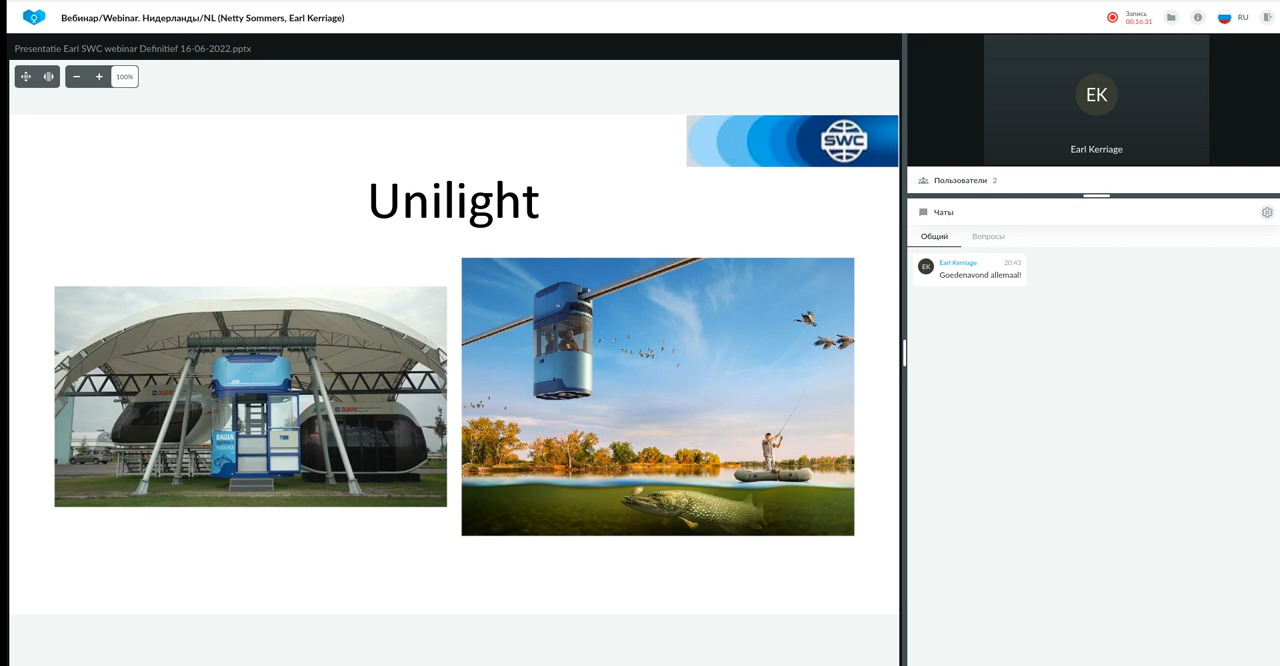 Вебинар/Webinar. Нидерланды/NL (Netty Sommers, Earl Kerriage)
Запись
00:16:31
RU
Presentatie Earl SWC webinar Definitief 16-06-2022.pptx
100%
SWC
Unilight
ВАША
EK
Earl Kerriage
Пользователи 2
Чаты
Общий
Вопросы
EK
Earl Kerriage 20:43
Goedenavond allemaal!